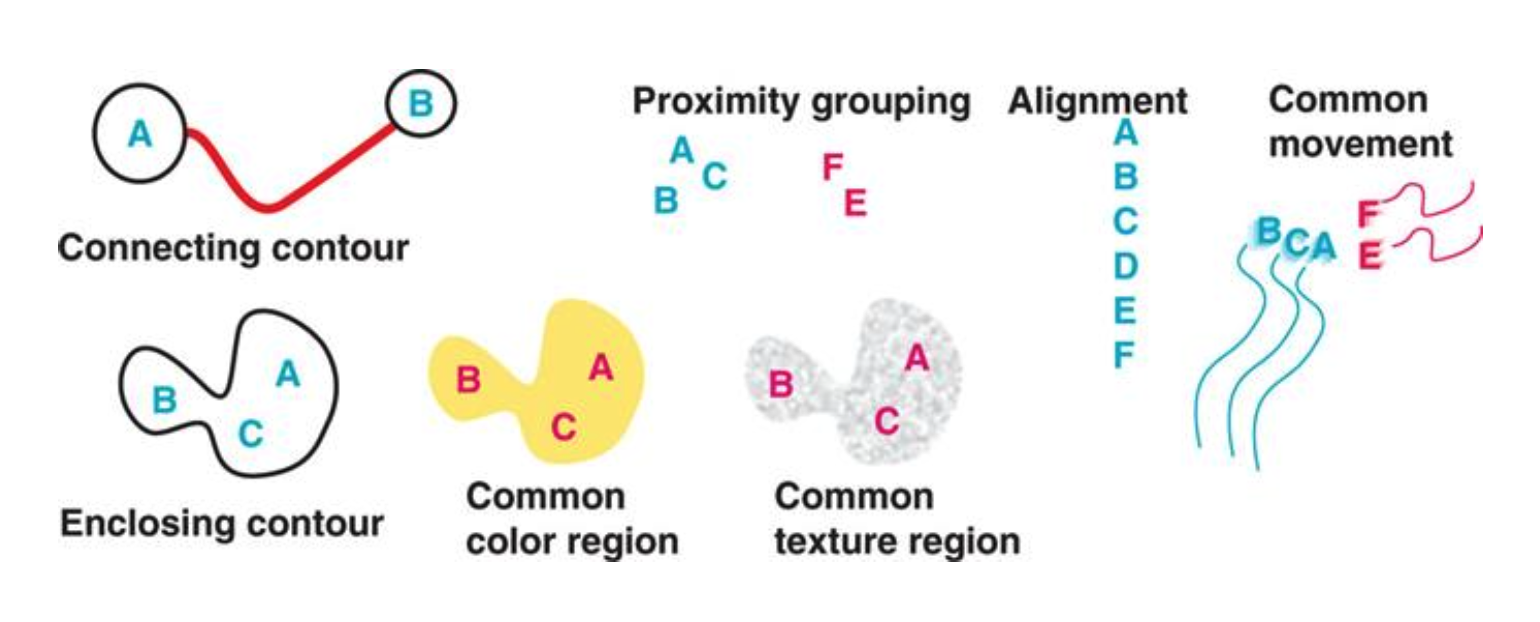 A
B
Connecting contour
Proximity grouping
A
C
B
F
E
Alignment
A
B
C
D
E
F
Common
movement
B C A
F
E
B
A
C
Enclosing contour
B
A
C
Common
color region
B
A
C
Common
texture region